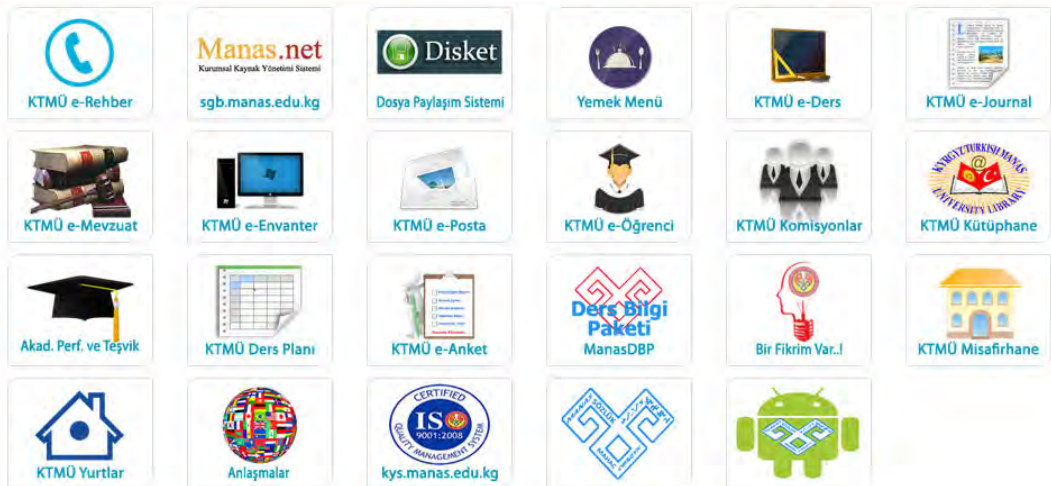 KTMÜ e-Rehber
Manas.net
Kurumsal Kaynak Yönetimi Sistemi
sgb.manas.edu.kg
Disket
Dosya Paylaşım Sistemi
Yemek Menü
KTMÜ e-Ders
KTMÜ e-Journal
KTMÜ e-Mevzuat
KTMÜ e-Envanter
KTMÜ e-Posta
KTMÜ e-Öğrenci
KTMÜ Komisyonlar
KYRGYZ TURKISH MANAS
@
UNIVERSITY LIBRARY
KTMÜ Kütüphane
Akad. Perf. ve Teşvik
KTMÜ Ders Planı
KTMÜ e-Anket
Ders Bilgi
Paketi
ManasDBP
Bir Fikrim Var..!
KTMÜ Misafirhane
KTMÜ Yurtlar
Anlaşmalar
CERTIFIED
ISO
9001:2008
QUALITY MANAGEMENT SYSTEM
kys.manas.edu.kg
MANAS
SÖZLÜK
МАНАС